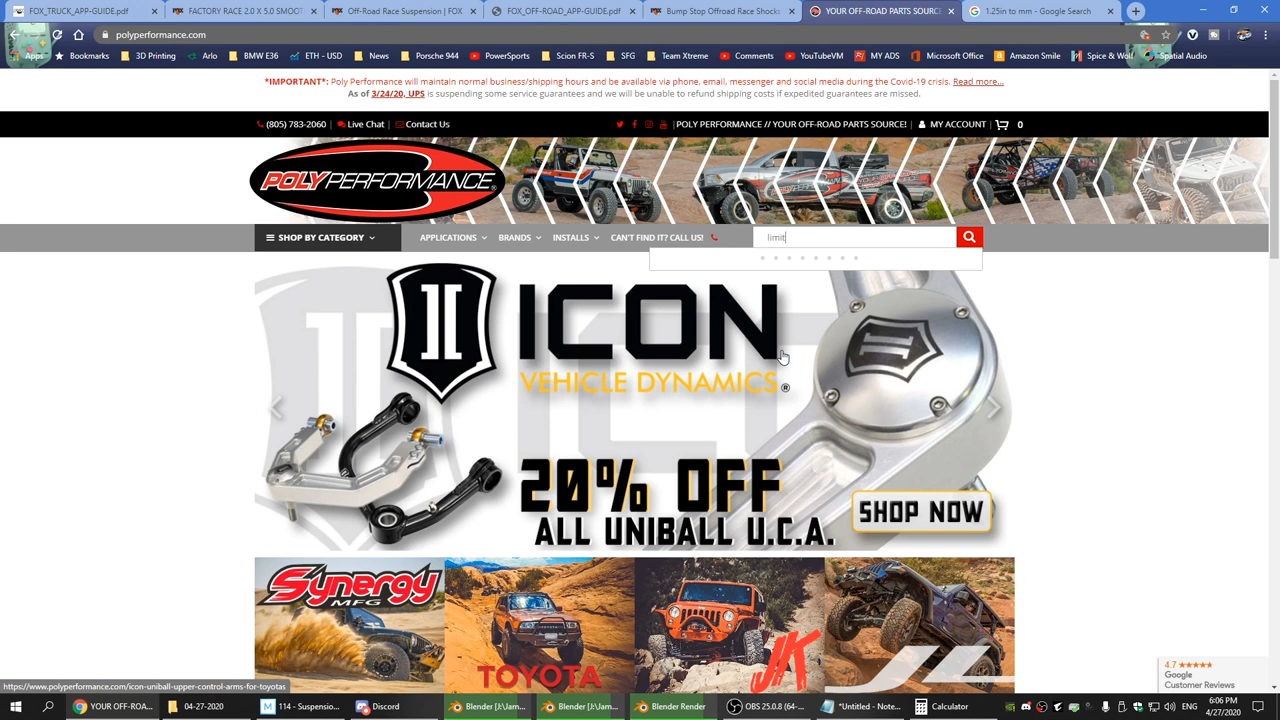 FOX_TRUCK_APP-GUIDE.pdf
FACTORY RACE 2.0 X 5.0 SMOOTH
Off-Road Race Suspension | FOX
FOX_OFF-ROAD_APP-GUIDE.pdf
Bump Stop Off-Road Race Shocks
YOUR OFF-ROAD PARTS SOURCE
1.25in to mm - Google Search
polyperformance.com
Apps
Bookmarks
3D Printing
Arlo
BMW E36
ETH - USD
News
Porsche 944
PowerSports
Scion FR-S
SFG
Team Xtreme
Comments
YouTubeVM
MY ADS
Microsoft Office
Amazon Smile
Spice & Wolf
Spatial Audio
*IMPORTANT*: Poly Performance will maintain normal business/shipping hours and be available via phone, email, messenger and social media during the Covid-19 crisis. Read more...
As of 3/24/20, UPS is suspending some service guarantees and we will be unable to refund shipping costs if expedited guarantees are missed.
(805) 783-2060 | Live Chat | Contact Us
|POLY PERFORMANCE // YOUR OFF-ROAD PARTS SOURCE! | MY ACCOUNT | 0
POLYPERFORMANCE®
SHOP BY CATEGORY
APPLICATIONS
BRANDS
INSTALLS
CAN'T FIND IT? CALL US!
limit
ICON
VEHICLE DYNAMICS®
20% OFF
ALL UNIBALL U.C.A.
SHOP NOW
Synergy
MFG
TOYOTA
JK
JL
4.7 ★★★★★
Google
Customer Reviews
https://www.polyperformance.com/icon-uniball-upper-control-arms-for-toyotas
YOUR OFF-ROA...
04-27-2020
114 - Suspension...
Discord
Blender [J:\Jam...
Blender [J:\Jam...
Blender Render
OBS 25.0.8 (64-...
*Untitled - Note...
Calculator
ENG
6:06 PM
4/27/2020